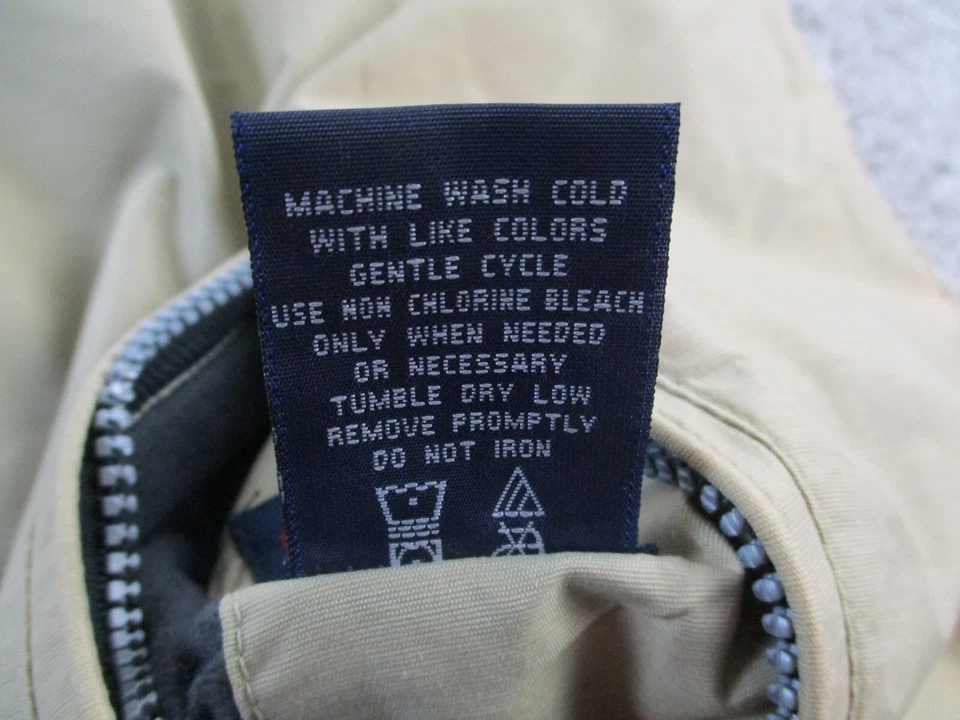 MACHINE WASH COLD
WITH LIKE COLORS
GENTLE CYCLE
USE NON CHLORINE BLEACH
ONLY WHEN NEEDED
OR NECESSARY
TUMBLE DRY LOW
REMOVE PROMPTLY
DO NOT IRON